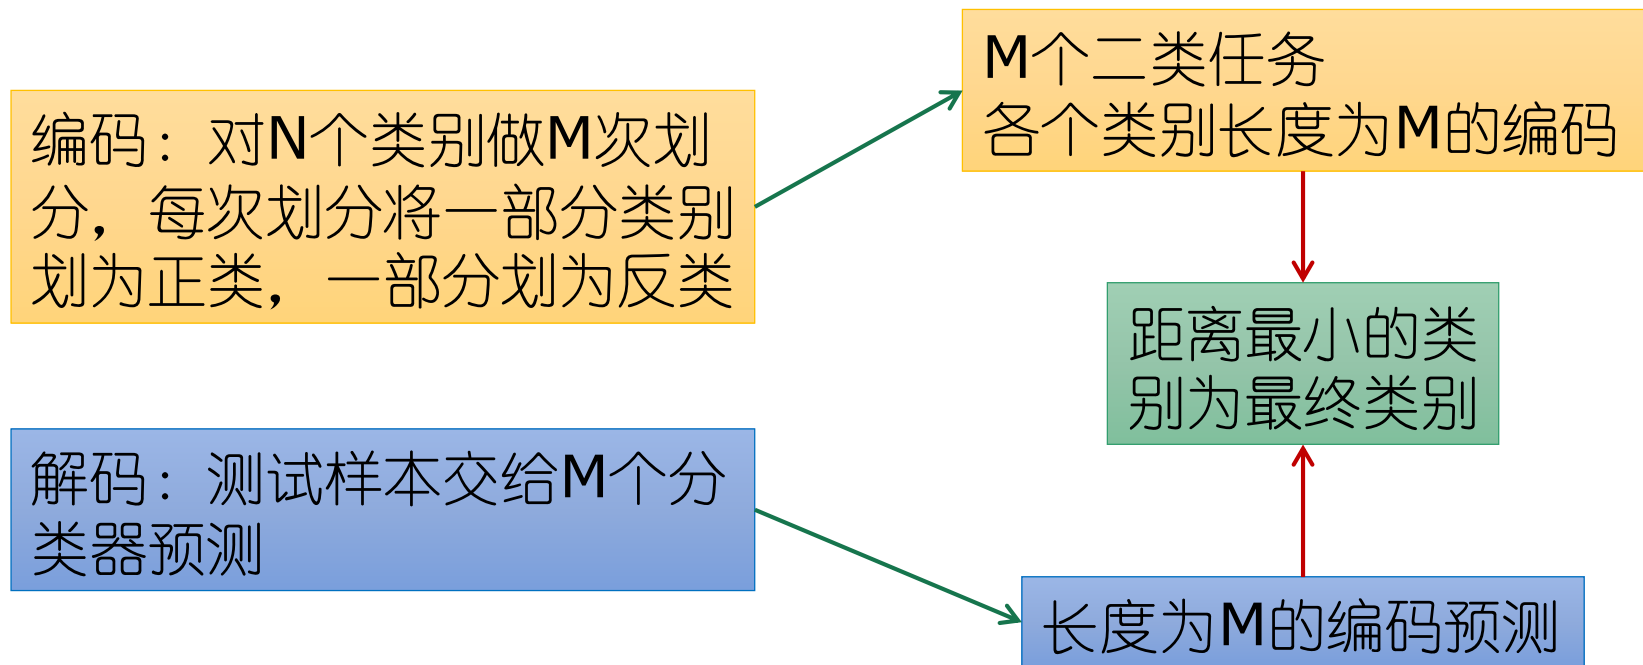 编码：对N个类别做M次划
分，每次划分将一部分类别
划为正类，一部分划为反类
M个二类任务
各个类别长度为M的编码
距离最小的类
别为最终类别
解码：测试样本交给M个分
类器预测
长度为M的编码预测